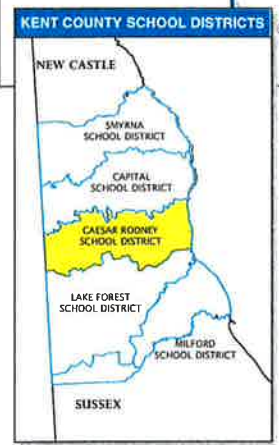 KENT COUNTY SCHOOL DISTRICTS
NEW CASTLE
SMYRNA
SCHOOL DISTRICT
CAPITAL
SCHOOL DISTRICT
CAESAR RODNEY
SCHOOL DISTRICT
LAKE FOREST
SCHOOL DISTRICT
MILFORD
SCHOOL DISTRICT
SUSSEX